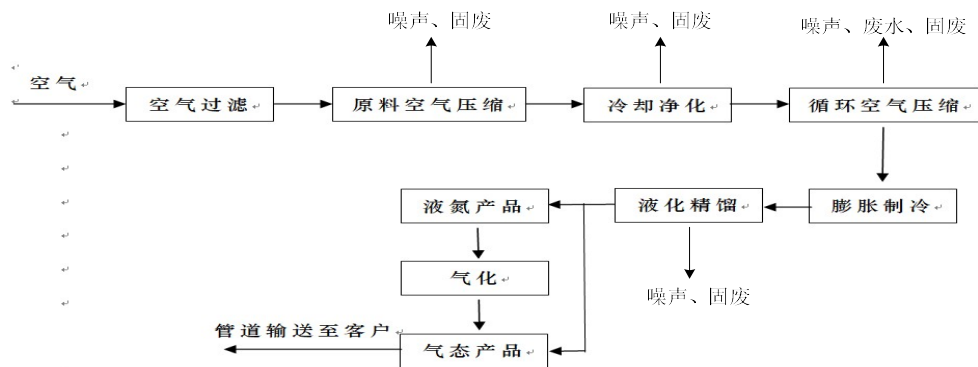 噪声、固废
噪声、固废
噪声、废水、固废
空气
空气过滤
原料空气压缩
冷却净化
循环空气压缩
液氮产品
液化精馏
膨胀制冷
气化
噪声、固废
管道输送至客户
气态产品